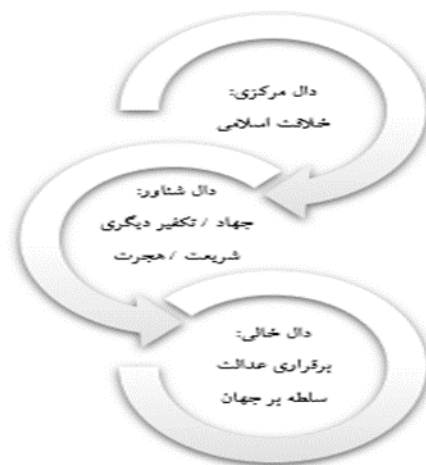 دال مرکزی:
خلافت اسلامی
دال شناور:
جهاد / تکفیر دیگری
شریعت / هجرت
دال خالی:
برقراری عدالت
سلطه بر جهان